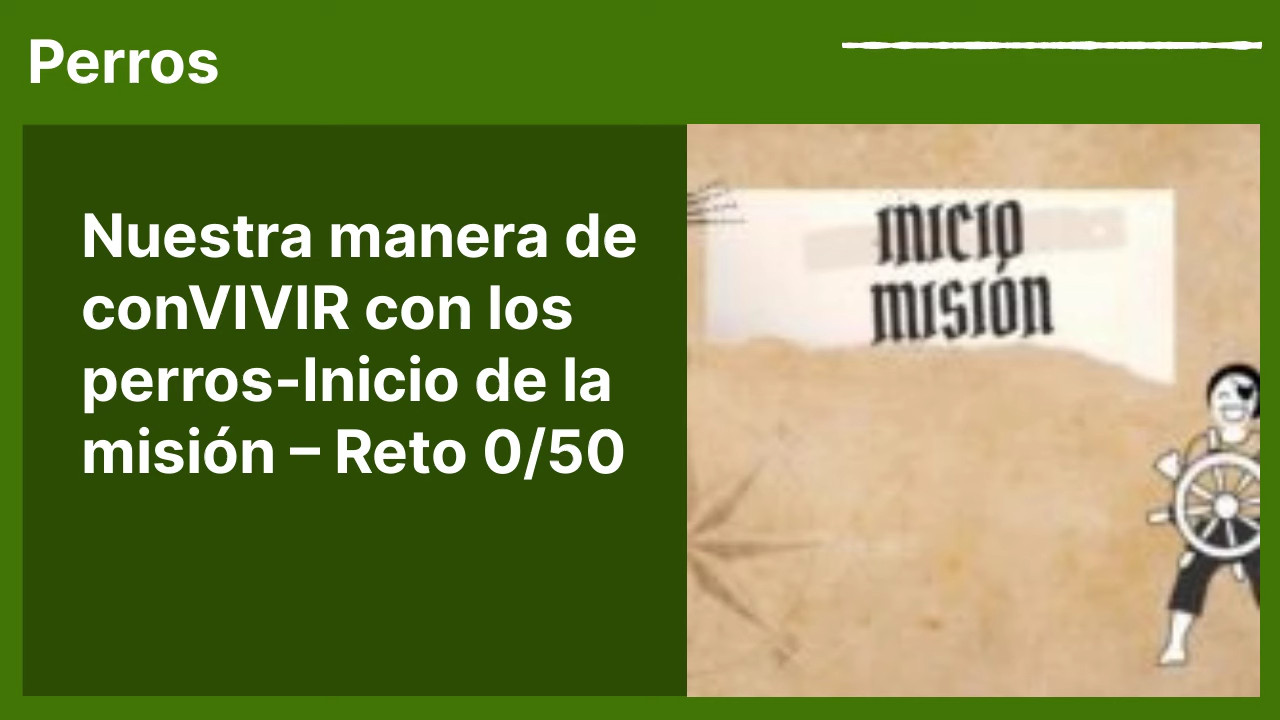 Perros
Nuestra manera de
conVIVIR con los
perros-Inicio de la
misión – Reto 0/50
INICIO
MISIÓN